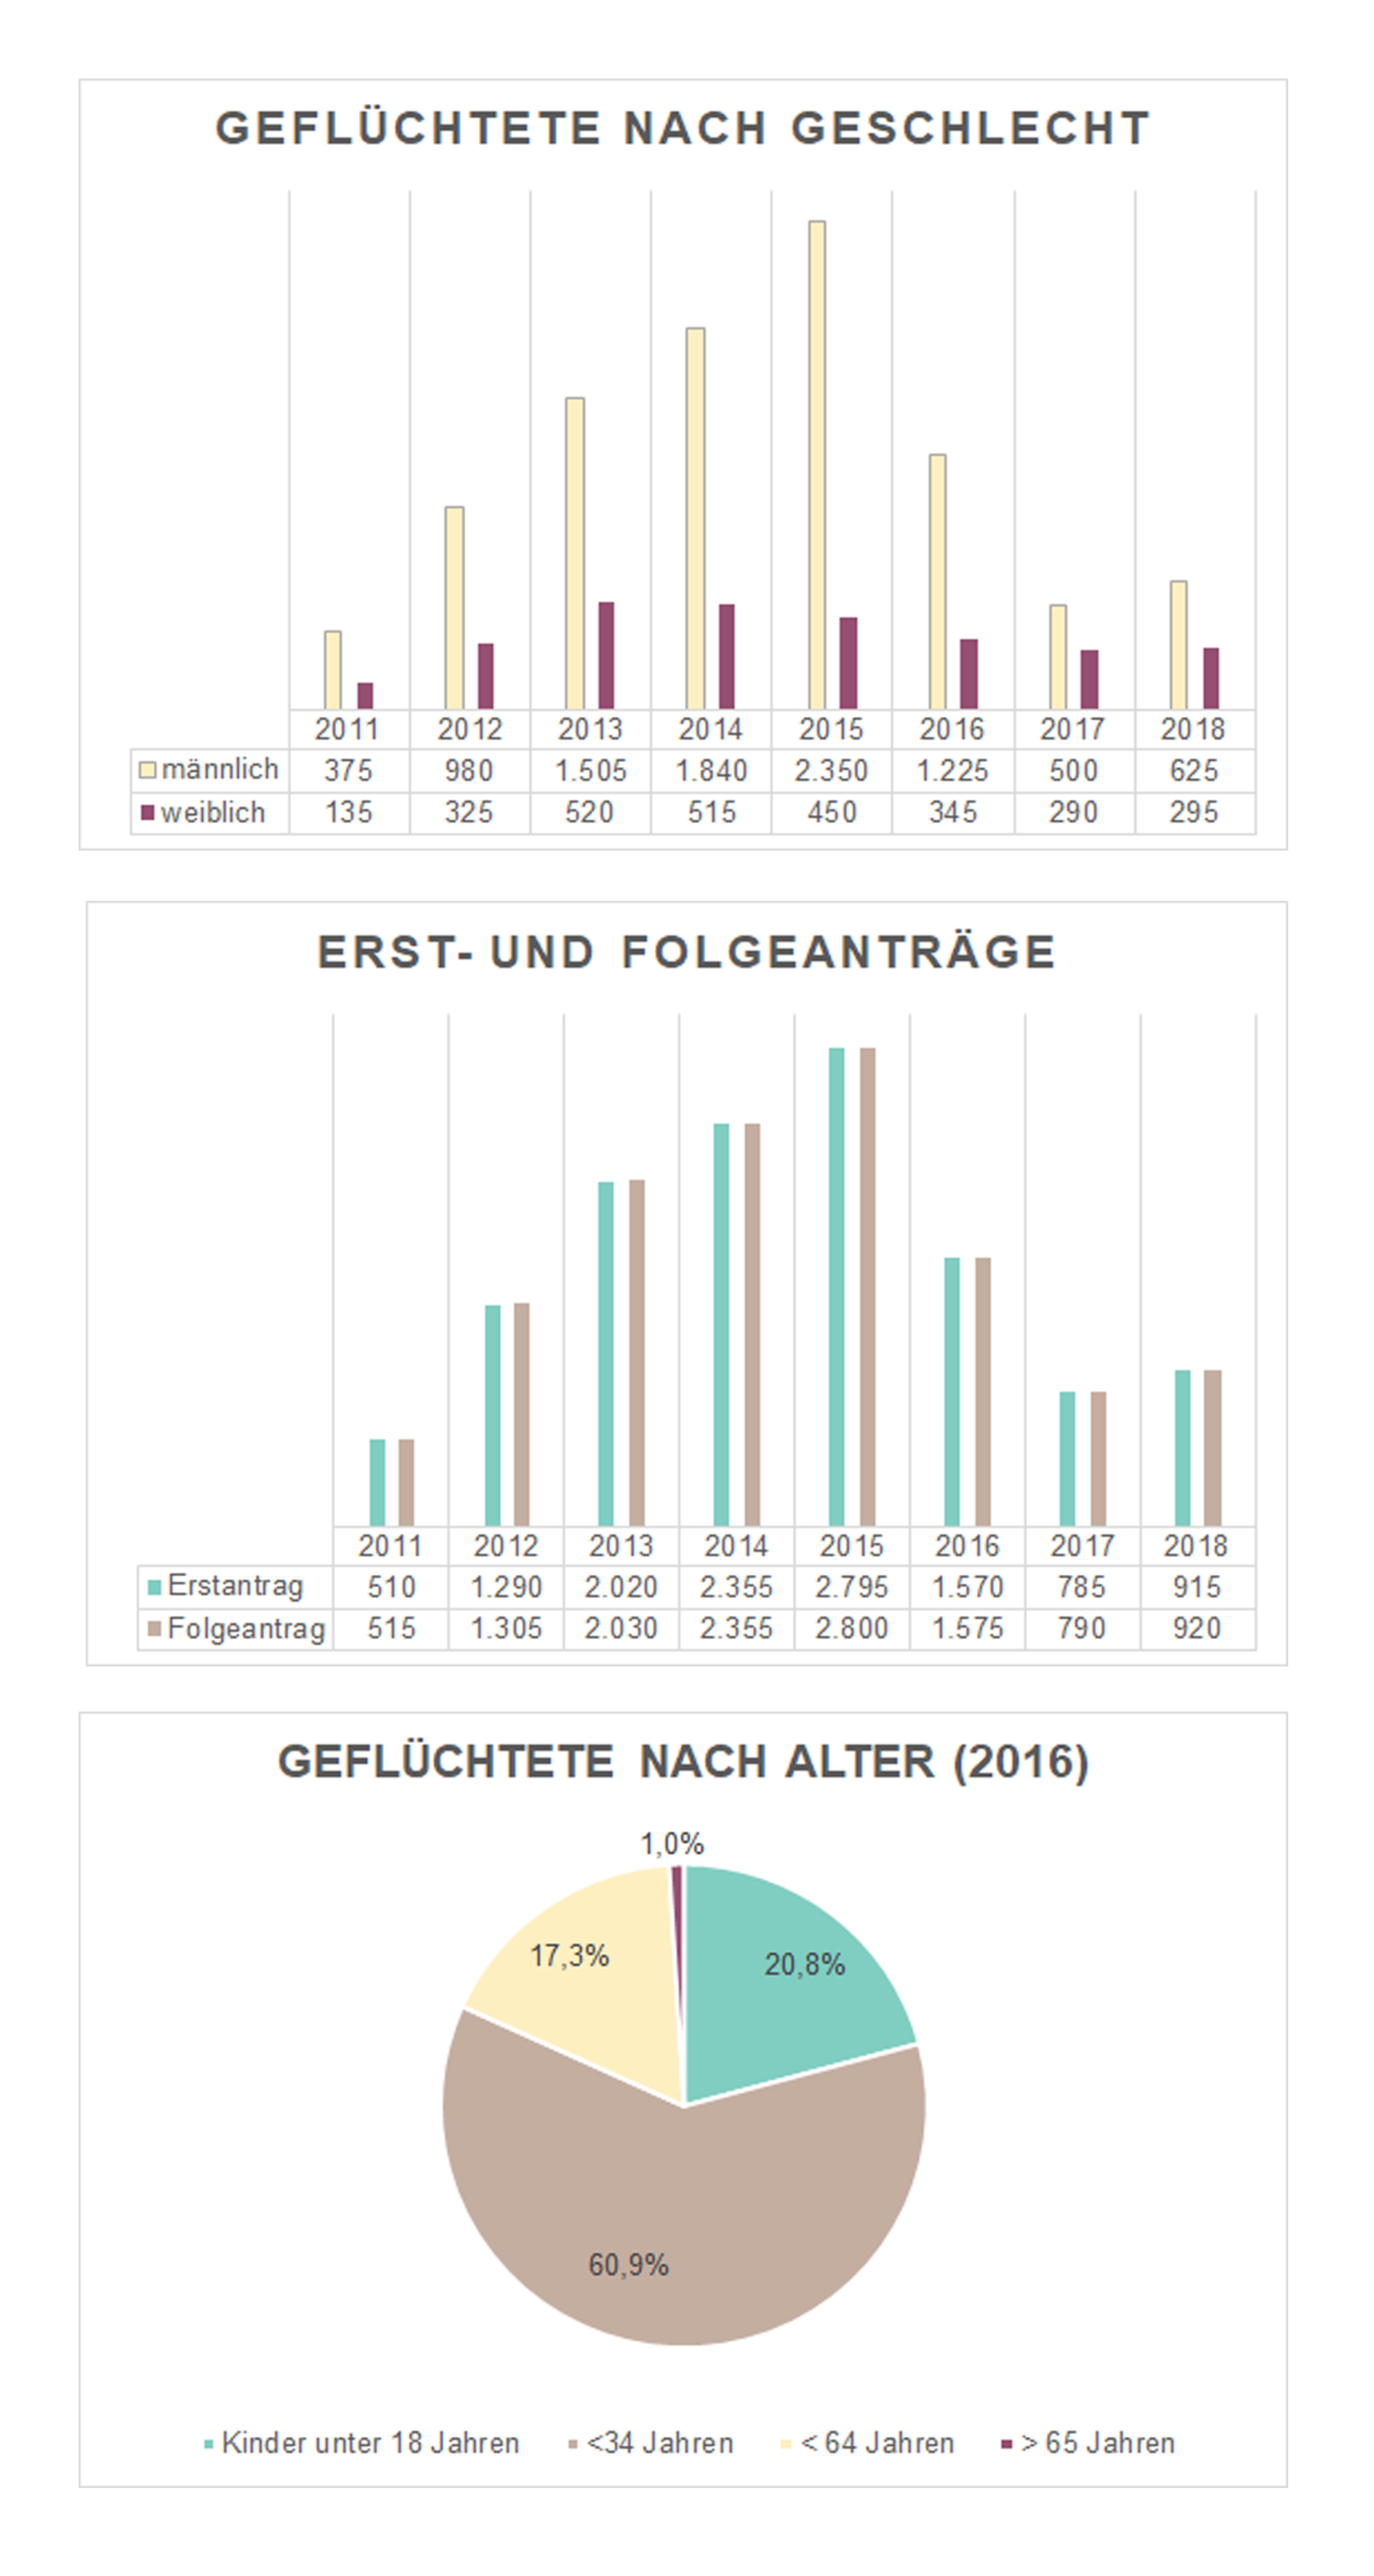 GEFLÜCHTETE NACH GESCHLECHT
2011 2012 2013 2014 2015 2016 2017 2018
männlich 375 980 1.505 1.840 2.350 1.225 500 625
weiblich 135 325 520 515 450 345 290 295
ERST- UND FOLGEANTRÄGE
2011 2012 2013 2014 2015 2016 2017 2018
Erstantrag 510 1.290 2.020 2.355 2.795 1.570 785 915
Folgeantrag 515 1.305 2.030 2.355 2.800 1.575 790 920
GEFLÜCHTETE NACH ALTER (2016)
1,0%
17,3%
20,8%
60,9%
Kinder unter 18 Jahren <34 Jahren < 64 Jahren > 65 Jahren